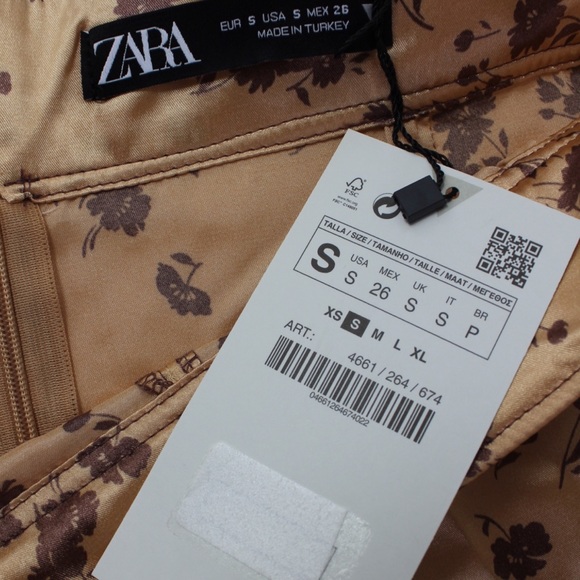 ZARA
EUR S USA S MEX 26
MADE IN TURKEY
FSC
TALLA / SIZE / TAMANHO / TAILLE / MAAT / ΜΕΓΕΘΟΣ
S USA MEX UK IT BR
S 26 S S P
XS S M L XL
ART.:
4661 / 264 / 674
04661264674022